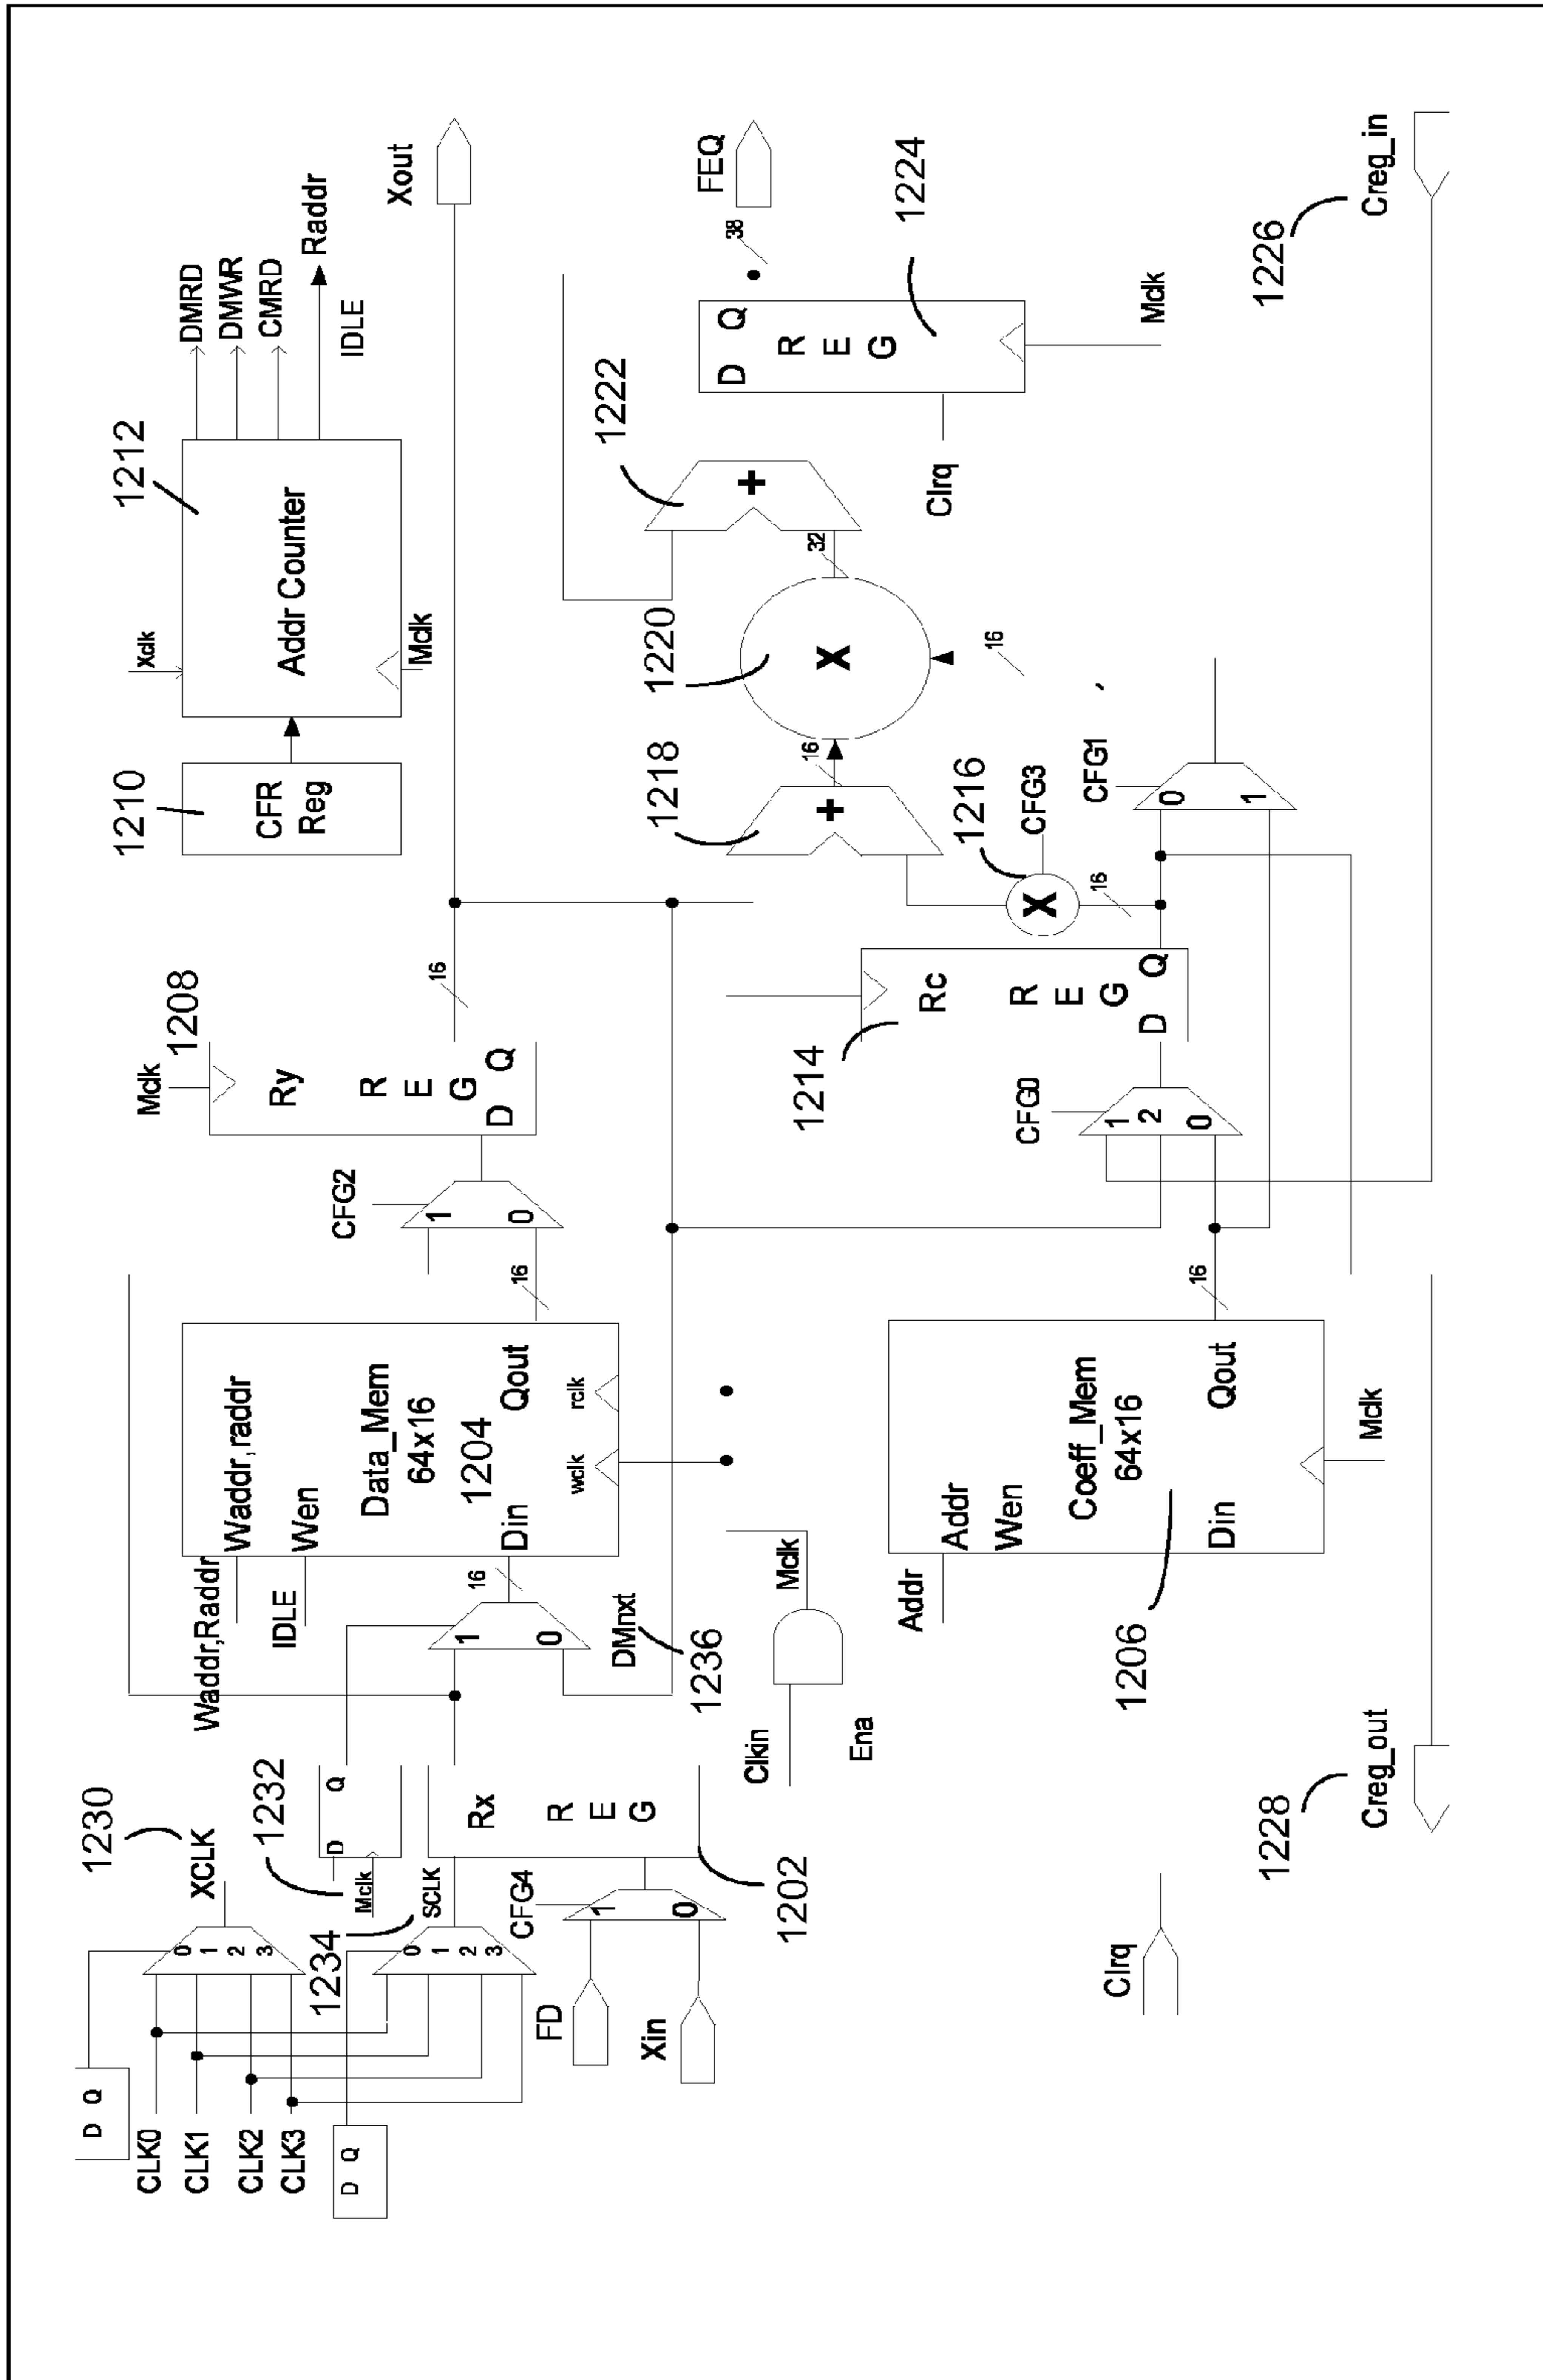 1230
XCLK
D Q
CLK0
CLK1
CLK2
CLK3
0
1
2
3
D Q
1232
D Q
Mclk
1234
SCLK
0
1
2
3
Rx
R
E
G
CFG4
1
0
1202
FD
Xin
Waddr,Raddr
IDLE
16
1
0
DMnxt
1236
Waddr,raddr
Wen
Data_Mem
64x16
1204
Din
Qout
wclk
rclk
16
CFG2
1
0
Mclk
1208
Ry
R
E
G
D Q
16
1210
CFR
Reg
1212
Xclk
Addr Counter
Mclk
DMRD
DMWR
CMRD
Raddr
IDLE
Xout
Clkin
Ena
Mclk
Addr
Addr
Wen
Coeff_Mem
64x16
Din
Qout
1206
Mclk
16
CFG0
1
2
0
1214
Rc
R
E
G
D Q
16
1216
X
CFG3
1218
+
16
1220
X
16
32
1222
+
CFG1
0
1
D Q
R
E
G
1224
Clrq
Mclk
38
FEQ
Clrq
1228
Creg_out
1226
Creg_in